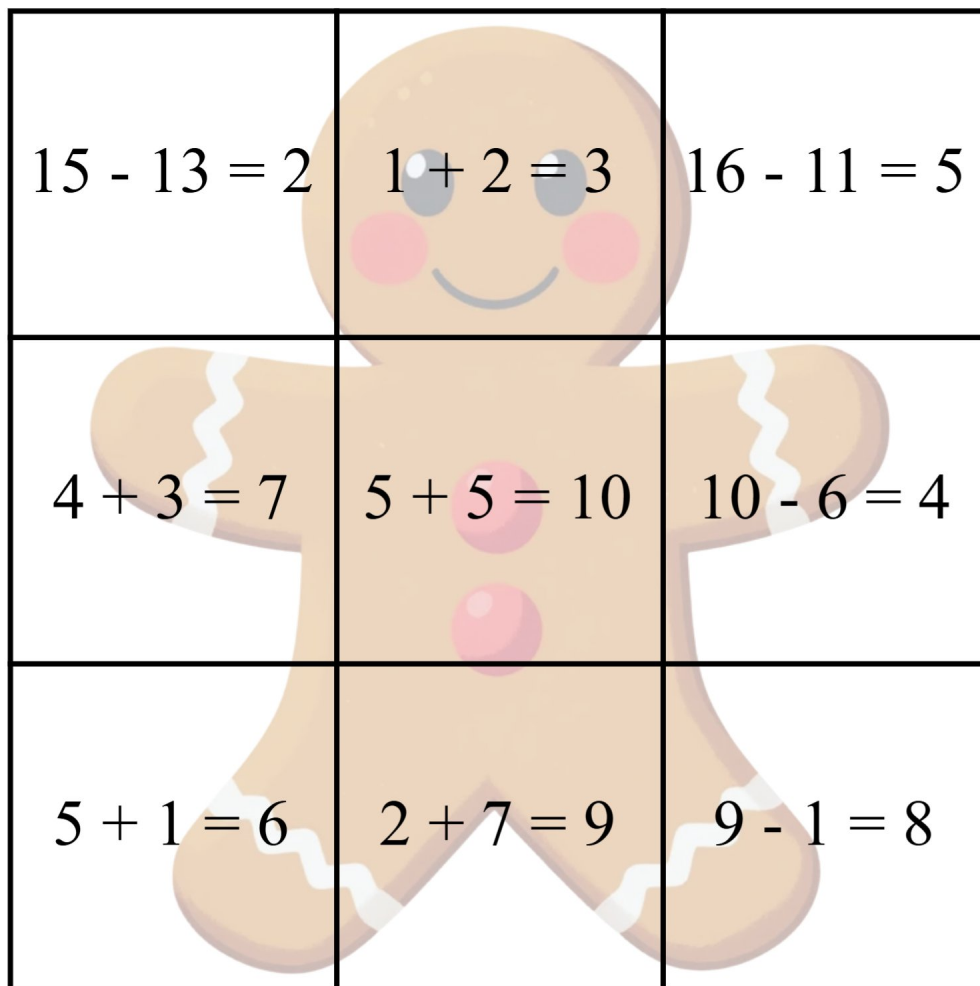 15 - 13 = 2
1 + 2 = 3
16 - 11 = 5
4 + 3 = 7
5 + 5 = 10
10 - 6 = 4
5 + 1 = 6
2 + 7 = 9
9 - 1 = 8